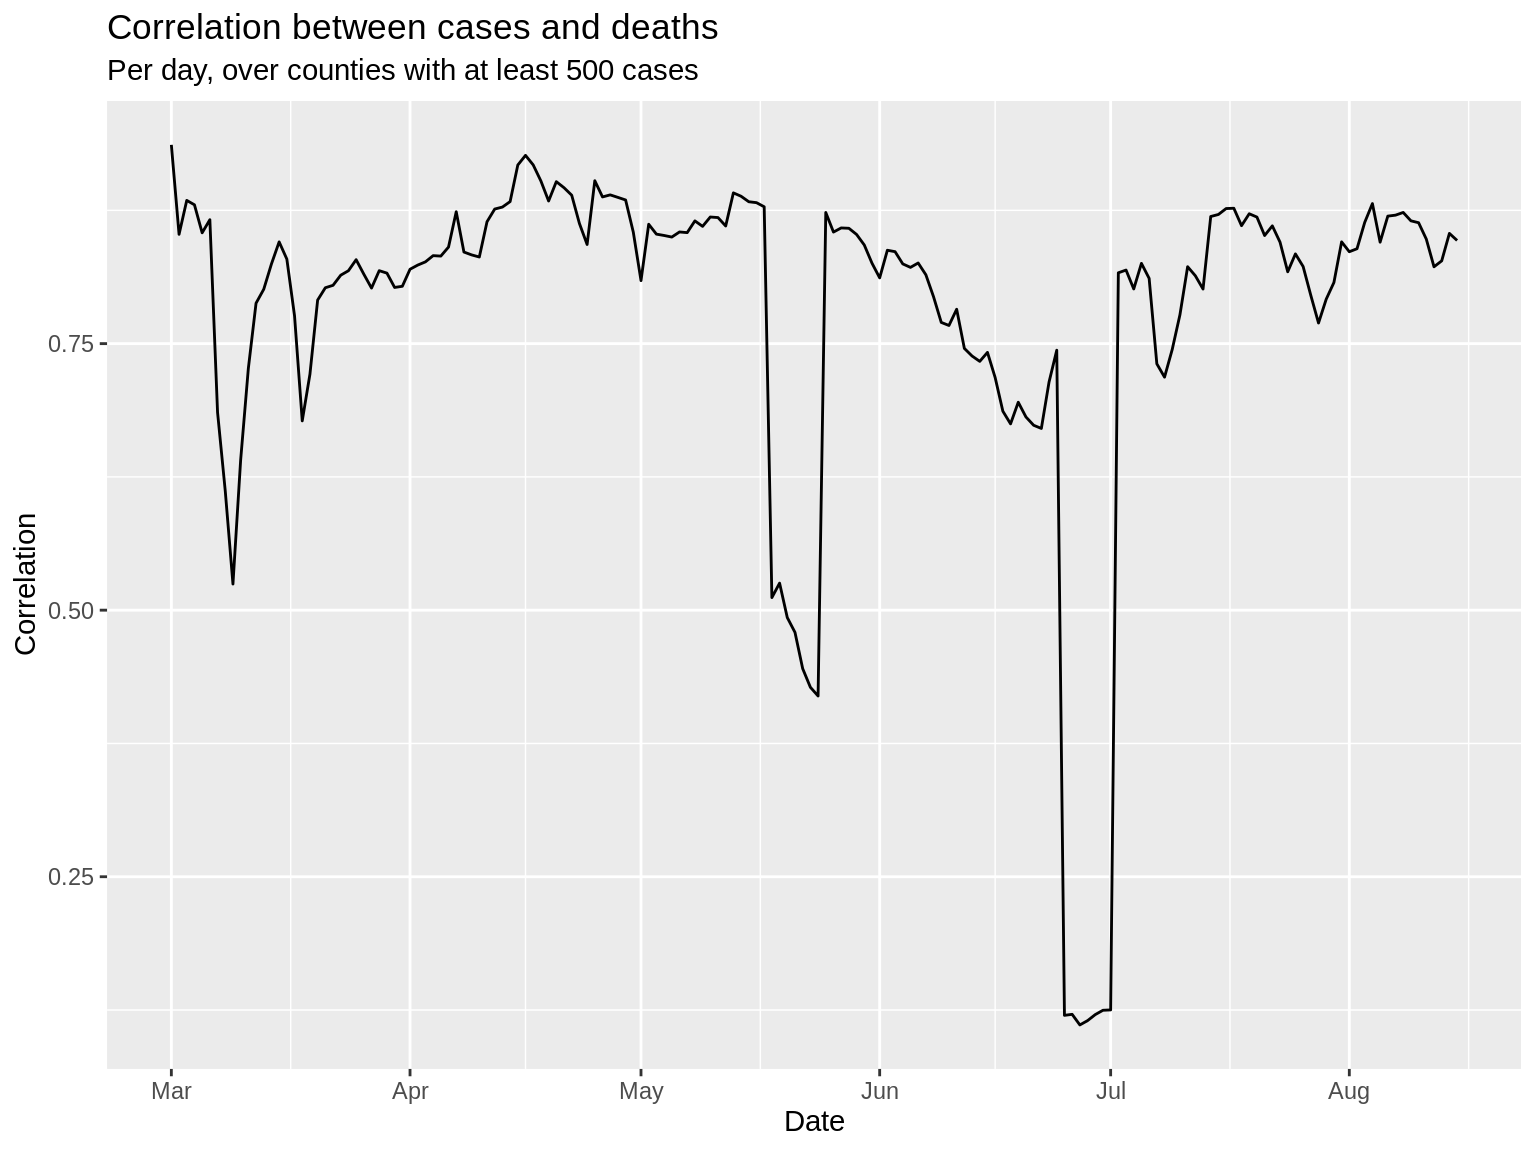 Correlation between cases and deaths
Per day, over counties with at least 500 cases
Correlation
0.75
0.50
0.25
Mar Apr May Jun Jul Aug
Date